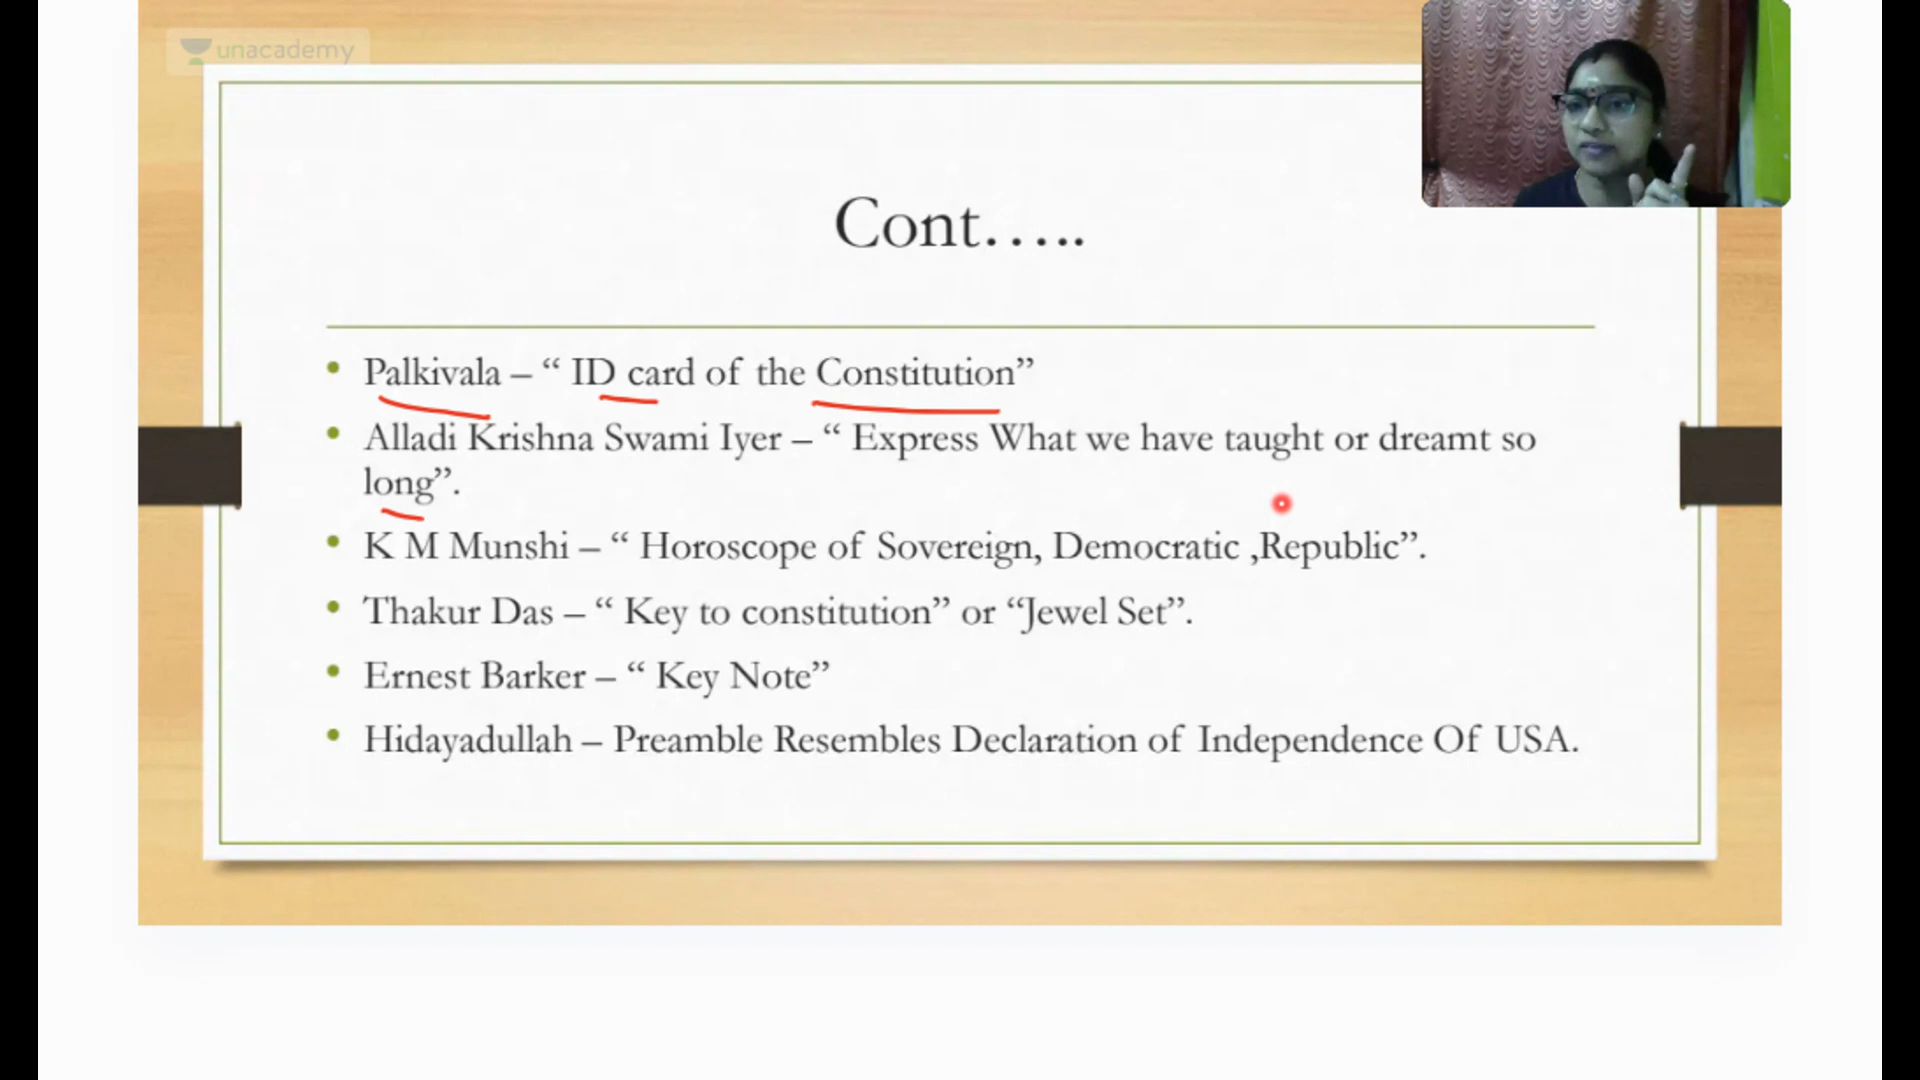 unacademy
Cont…..
• Palkivala – “ ID card of the Constitution”
• Alladi Krishna Swami Iyer – “ Express What we have taught or dreamt so
long”.
• K M Munshi – “ Horoscope of Sovereign, Democratic ,Republic”.
• Thakur Das – “ Key to constitution” or “Jewel Set”.
• Ernest Barker – “ Key Note”
• Hidayadullah – Preamble Resembles Declaration of Independence Of USA.